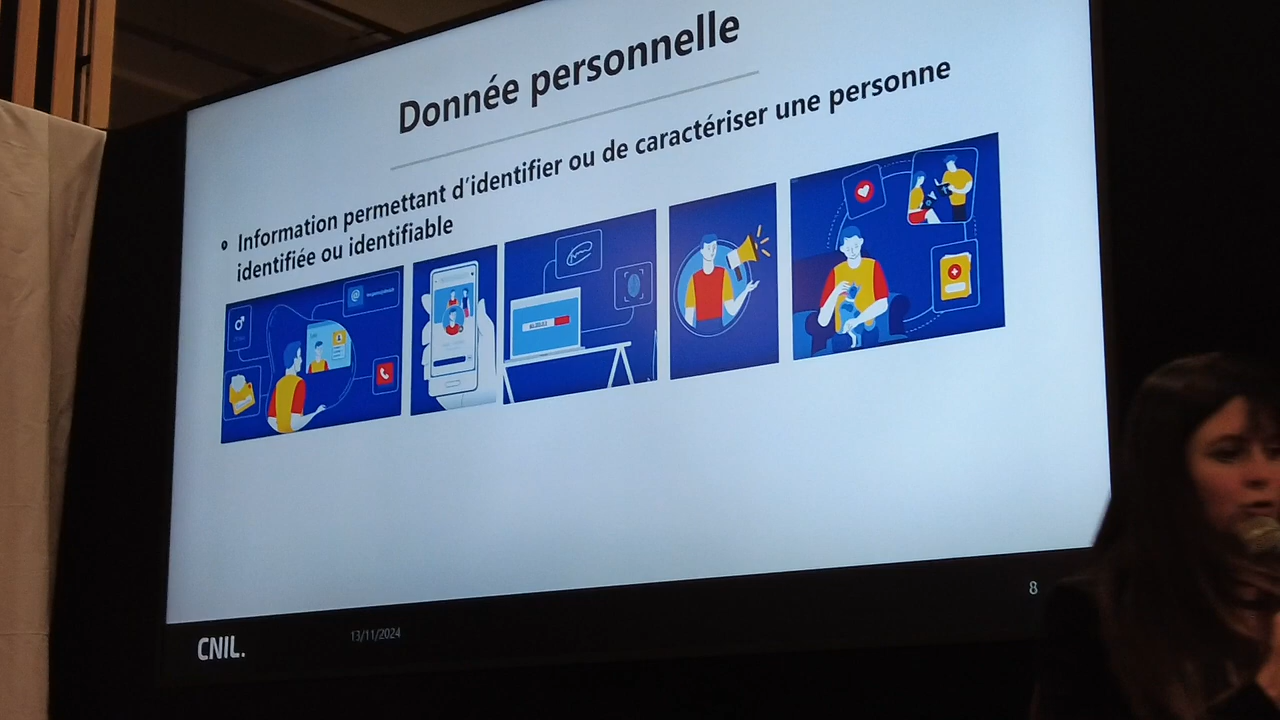 Donnée personnelle
Information permettant d'identifier ou de caractériser une personne
identifiée ou identifiable
CNIL.
13/11/2024
8